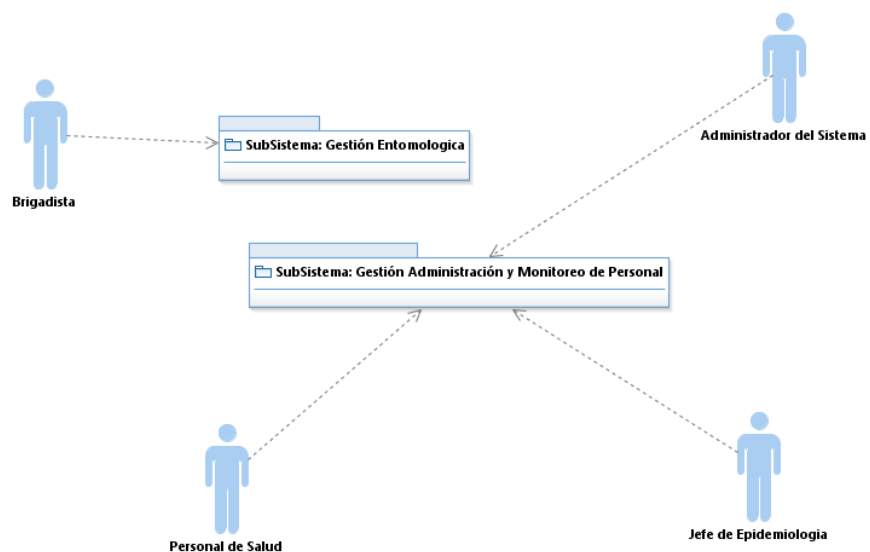 Administrador del Sistema
SubSistema: Gestión Entomologica
Brigadista
SubSistema: Gestión Administración y Monitoreo de Personal
Jefe de Epidemiologia
Personal de Salud